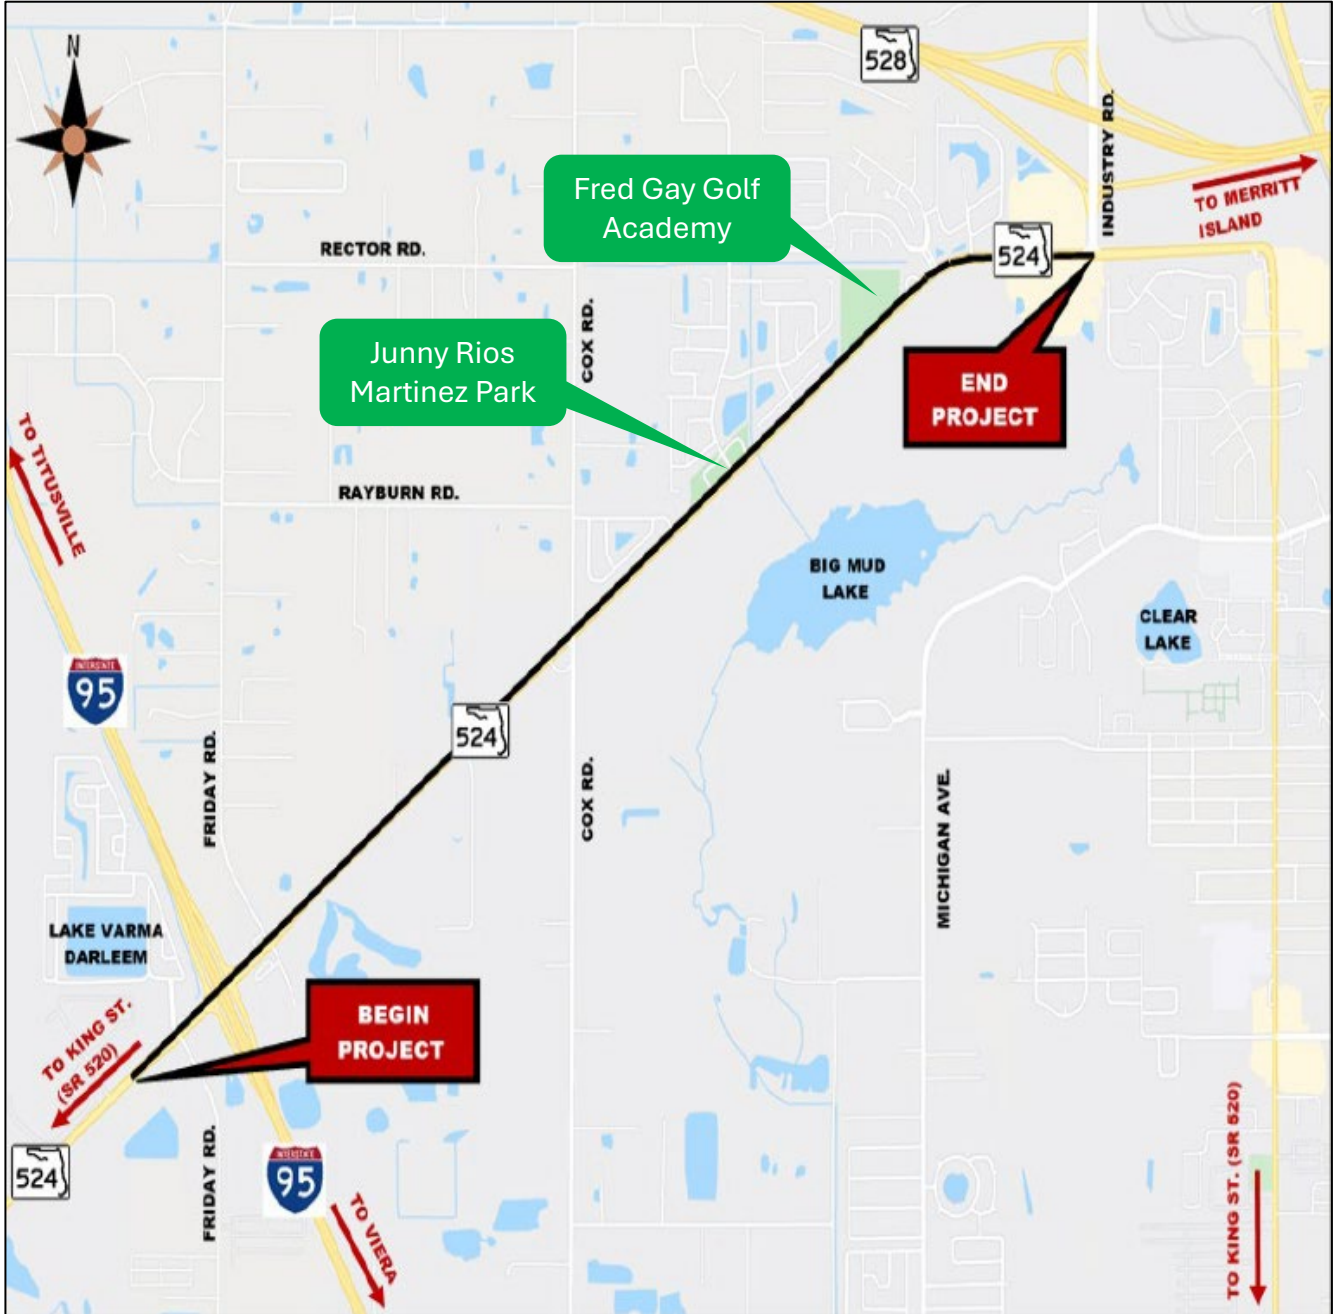 N
528
INDUSTRY RD.
TO MERRITT
ISLAND
Fred Gay Golf
Academy
RECTOR RD.
524
COX RD.
Junny Rios
Martinez Park
END
PROJECT
TO TITUSVILLE
RAYBURN RD.
BIG MUD
LAKE
CLEAR
LAKE
INTERSTATE
95
524
FRIDAY RD.
COX RD.
MICHIGAN AVE.
LAKE VARMA
DARLEEM
BEGIN
PROJECT
TO KING ST.
(SR 520)
524
FRIDAY RD.
INTERSTATE
95
TO VIERA
TO KING ST. (SR 520)